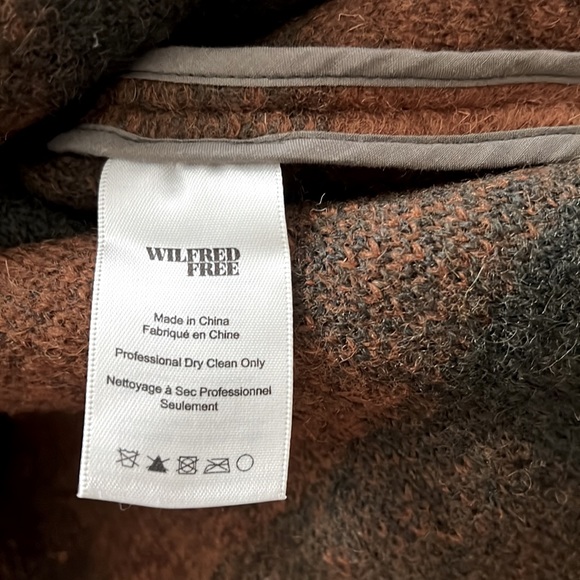 WILFRED
FREE
Made in China
Fabriqué en Chine
Professional Dry Clean Only
Nettoyage à Sec Professionnel
Seulement